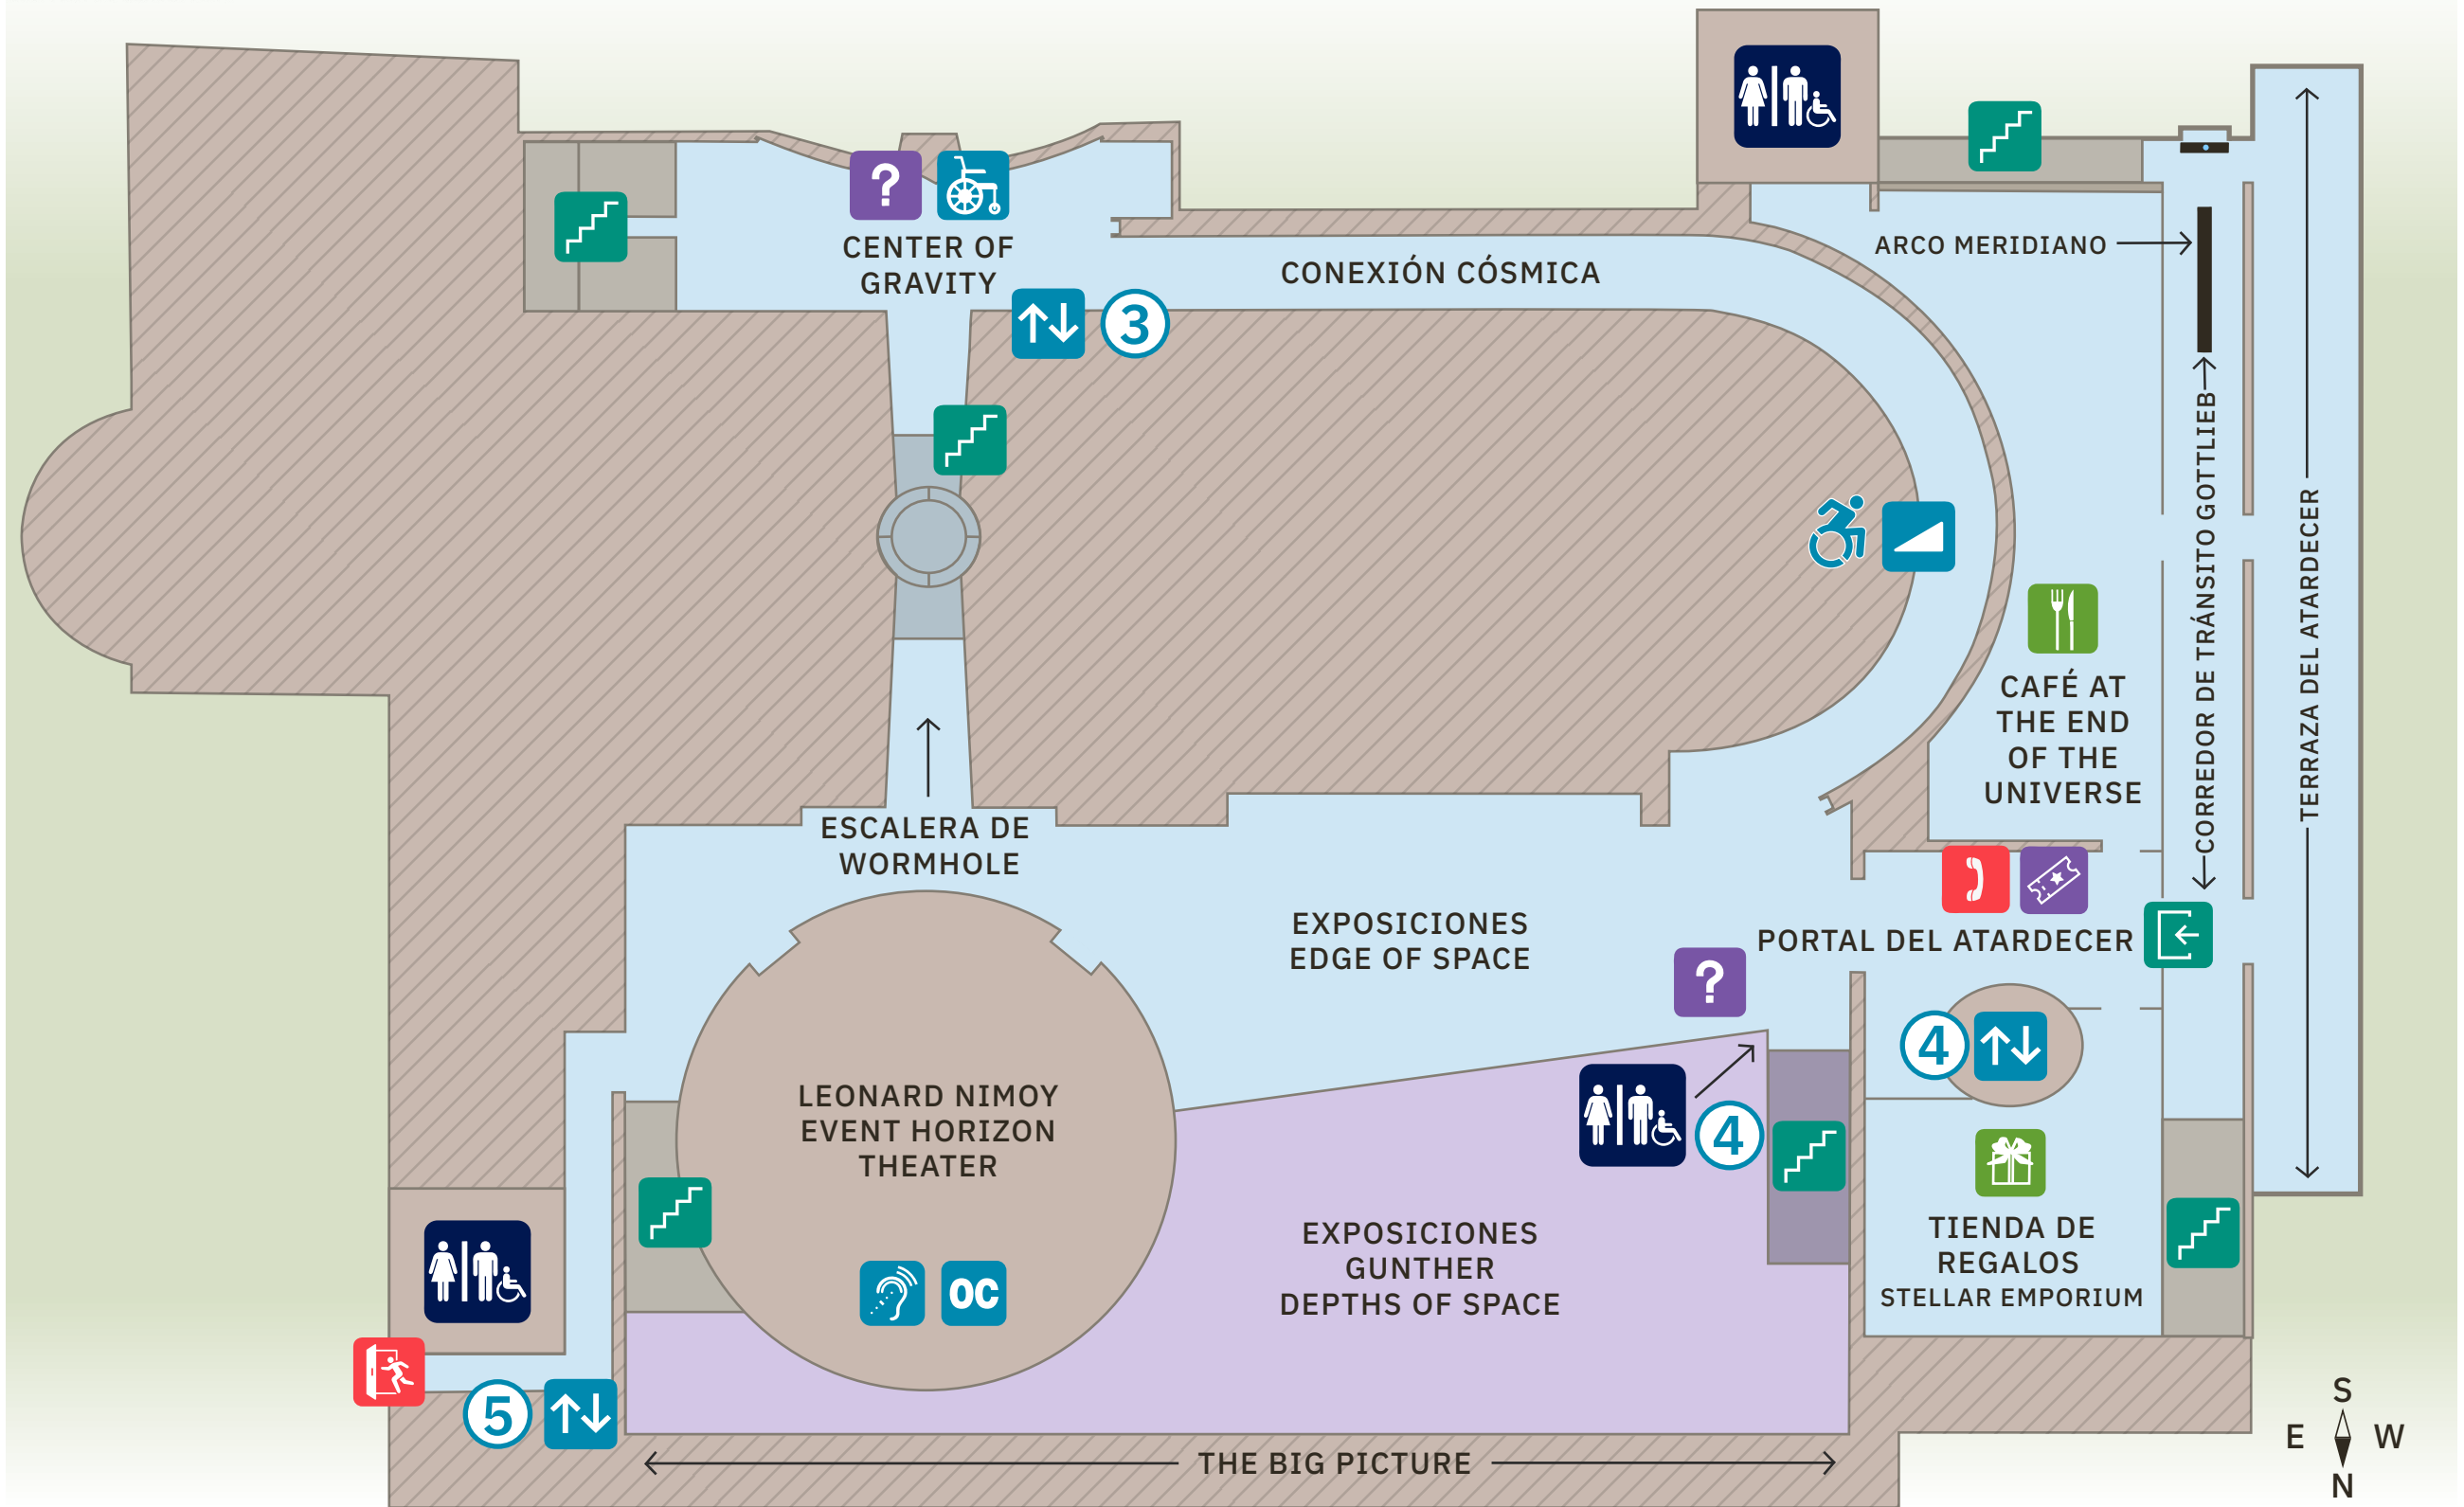 ?
CENTER OF
GRAVITY
3
CONEXIÓN CÓSMICA
ARCO MERIDIANO
CORREDOR DE TRÁNSITO GOTTLIEB
TERRAZA DEL ATARDECER
CAFÉ AT
THE END
OF THE
UNIVERSE
ESCALERA DE
WORMHOLE
EXPOSICIONES
EDGE OF SPACE
PORTAL DEL ATARDECER
?
4
LEONARD NIMOY
EVENT HORIZON
THEATER
OC
4
EXPOSICIONES
GUNTHER
DEPTHS OF SPACE
TIENDA DE
REGALOS
STELLAR EMPORIUM
5
THE BIG PICTURE
S
E W
N